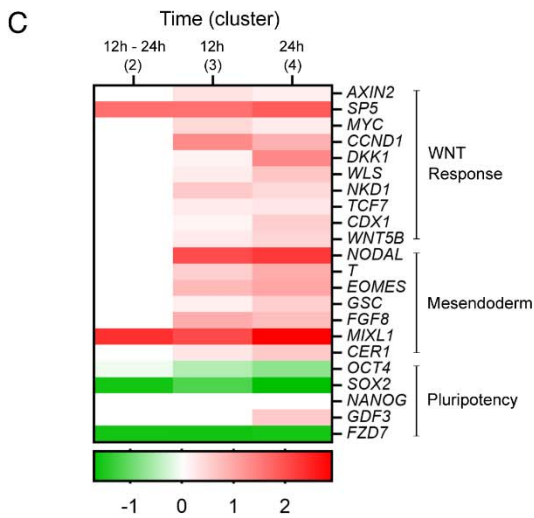 C
Time (cluster)
12h - 24h 12h 24h
(2) (3) (4)
AXIN2
SP5
MYC
CCND1
DKK1
WLS
NKD1
TCF7
CDX1
WNT5B
WNT
Response
NODAL
T
EOMES
GSC
FGF8
MIXL1
CER1
Mesendoderm
OCT4
SOX2
NANOG
GDF3
FZD7
Pluripotency
-1 0 1 2